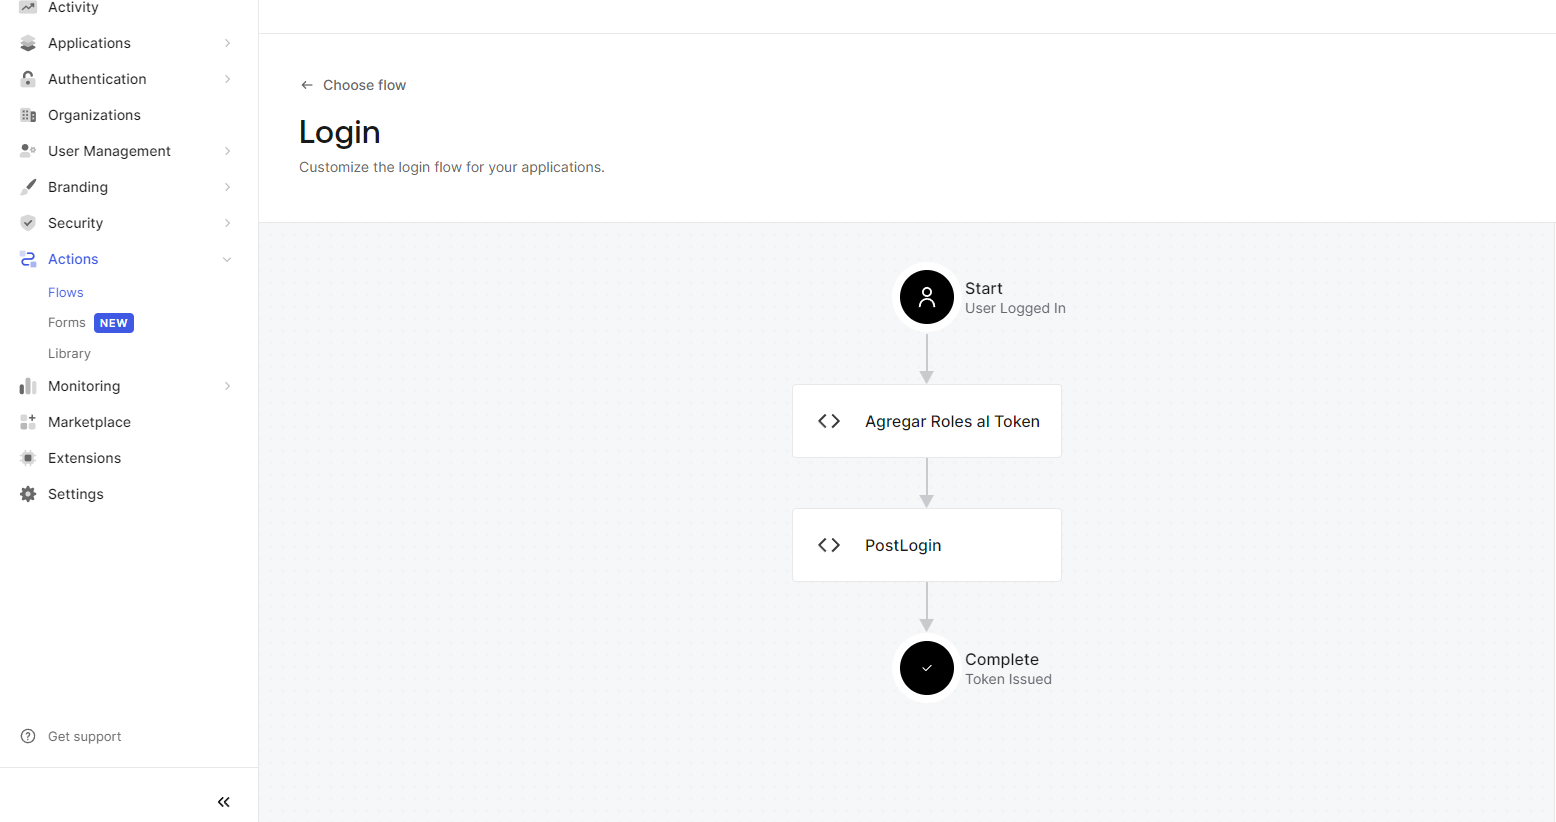 Activity
Applications
Authentication
Organizations
User Management
Branding
Security
Actions
Flows
Forms NEW
Library
Monitoring
Marketplace
Extensions
Settings
Get support
Choose flow
Login
Customize the login flow for your applications.
Start
User Logged In
Agregar Roles al Token
PostLogin
Complete
Token Issued